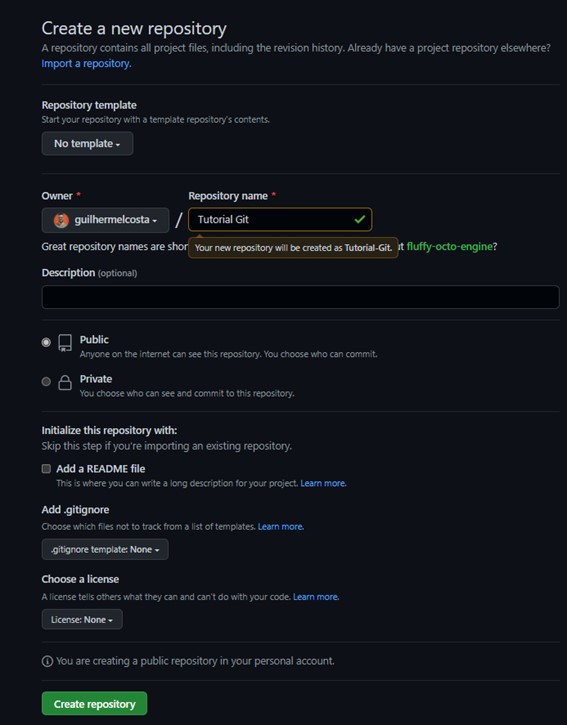 Create a new repository
A repository contains all project files, including the revision history. Already have a project repository elsewhere?
Import a repository.
Repository template
Start your repository with a template repository's contents.
No template
Owner * Repository name *
guilhermelcosta / Tutorial Git
Your new repository will be created as Tutorial-Git.
Great repository names are shor fluffy-octo-engine?
Description (optional)
Public
Anyone on the internet can see this repository. You choose who can commit.
Private
You choose who can see and commit to this repository.
Initialize this repository with:
Skip this step if you're importing an existing repository.
Add a README file
This is where you can write a long description for your project. Learn more.
Add .gitignore
Choose which files not to track from a list of templates. Learn more.
.gitignore template: None
Choose a license
A license tells others what they can and can't do with your code. Learn more.
License: None
You are creating a public repository in your personal account.
Create repository